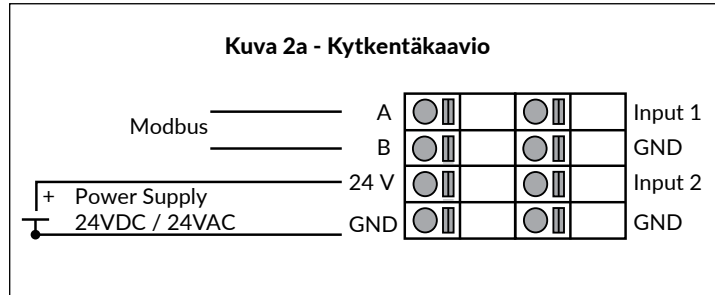 Kuva 2a - Kytkentäkaavio
A
Input 1
Modbus
B
GND
24 V
Input 2
+ Power Supply
24VDC / 24VAC
GND
GND